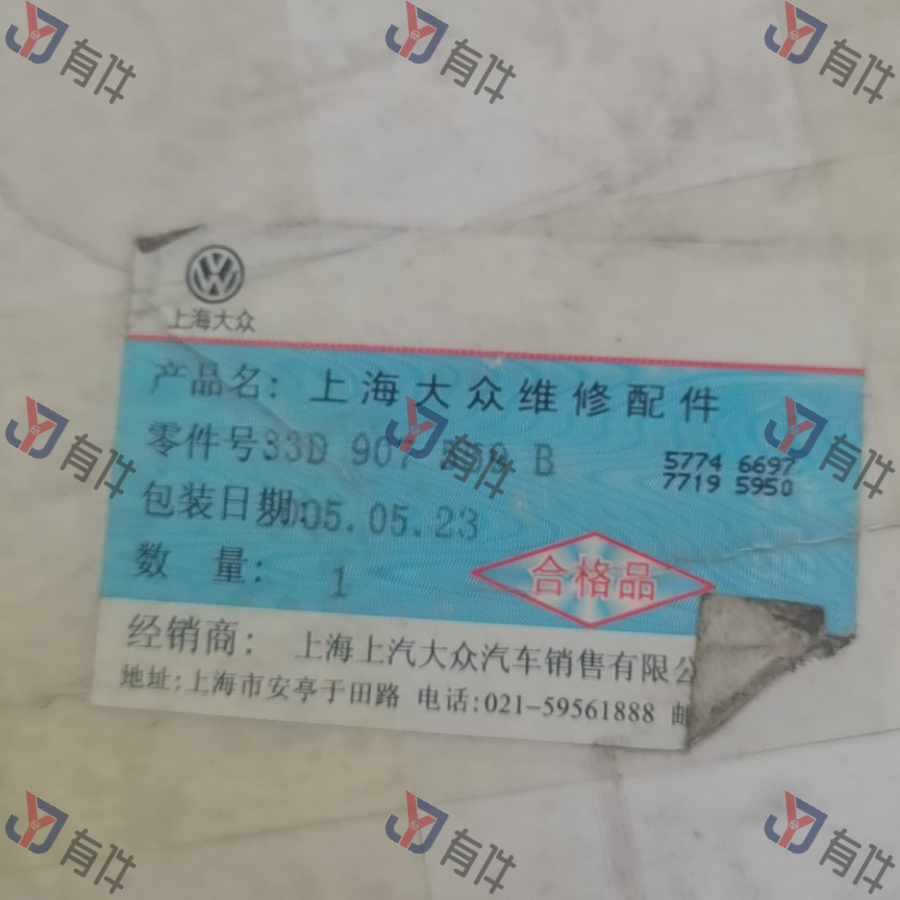 上海大众
产品名：上海大众维修配件
零件号33D 907 B
5774 6697
7719 5950
包装日期:
05.05.23
数 量： 1
合格品
经销商： 上海上汽大众汽车销售有限公
地址:上海市安亭于田路 电话:021-59561888 邮
有件
有件
有件
有件
有件
有件
有件
有件
有件